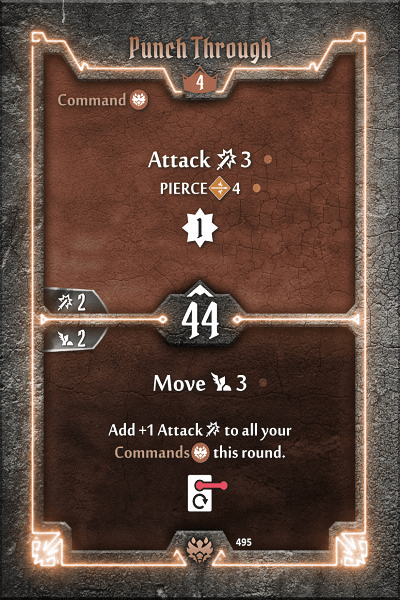 Punch Through
4
Command
Attack 3
PIERCE 4
1
2
44
2
Move 3
Add +1 Attack to all your
Commands this round.
495